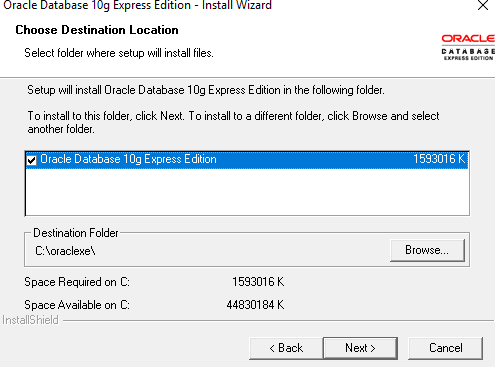 Oracle Database 10g Express Edition - Install Wizard
Choose Destination Location
Select folder where setup will install files.
ORACLE
DATABASE
EXPRESS EDITION
Setup will install Oracle Database 10g Express Edition in the following folder.
To install to this folder, click Next. To install to a different folder, click Browse and select
another folder.
Oracle Database 10g Express Edition 1593016 K
Destination Folder
C:\oraclexe\ Browse...
Space Required on C: 1593016 K
Space Available on C: 44830184 K
InstallShield
< Back Next > Cancel